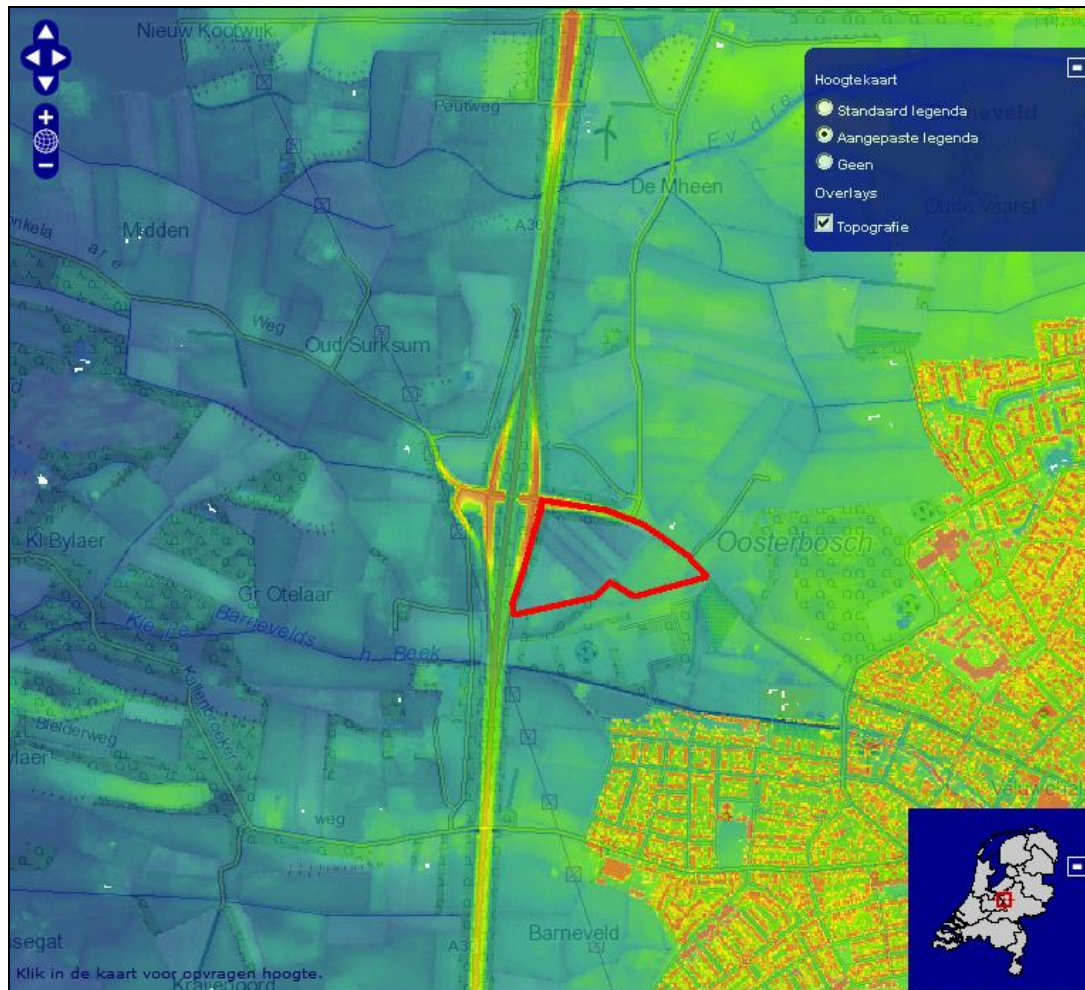 Nieuw Kootwijk
Hoogtekaart
Standaard legenda
Aangepaste legenda
Geen
Overlays
Topografie
Peutweg
De Mheen
Oude Vaarst
A30
Midden
Weg
Oud Surksum
Oosterbosch
Kl Bylaer
Gr Otelaar
Barnevelds
Beek
Kallenbroeker
weg
Barneveld
A30
Klik in de kaart voor opvragen hoogte.